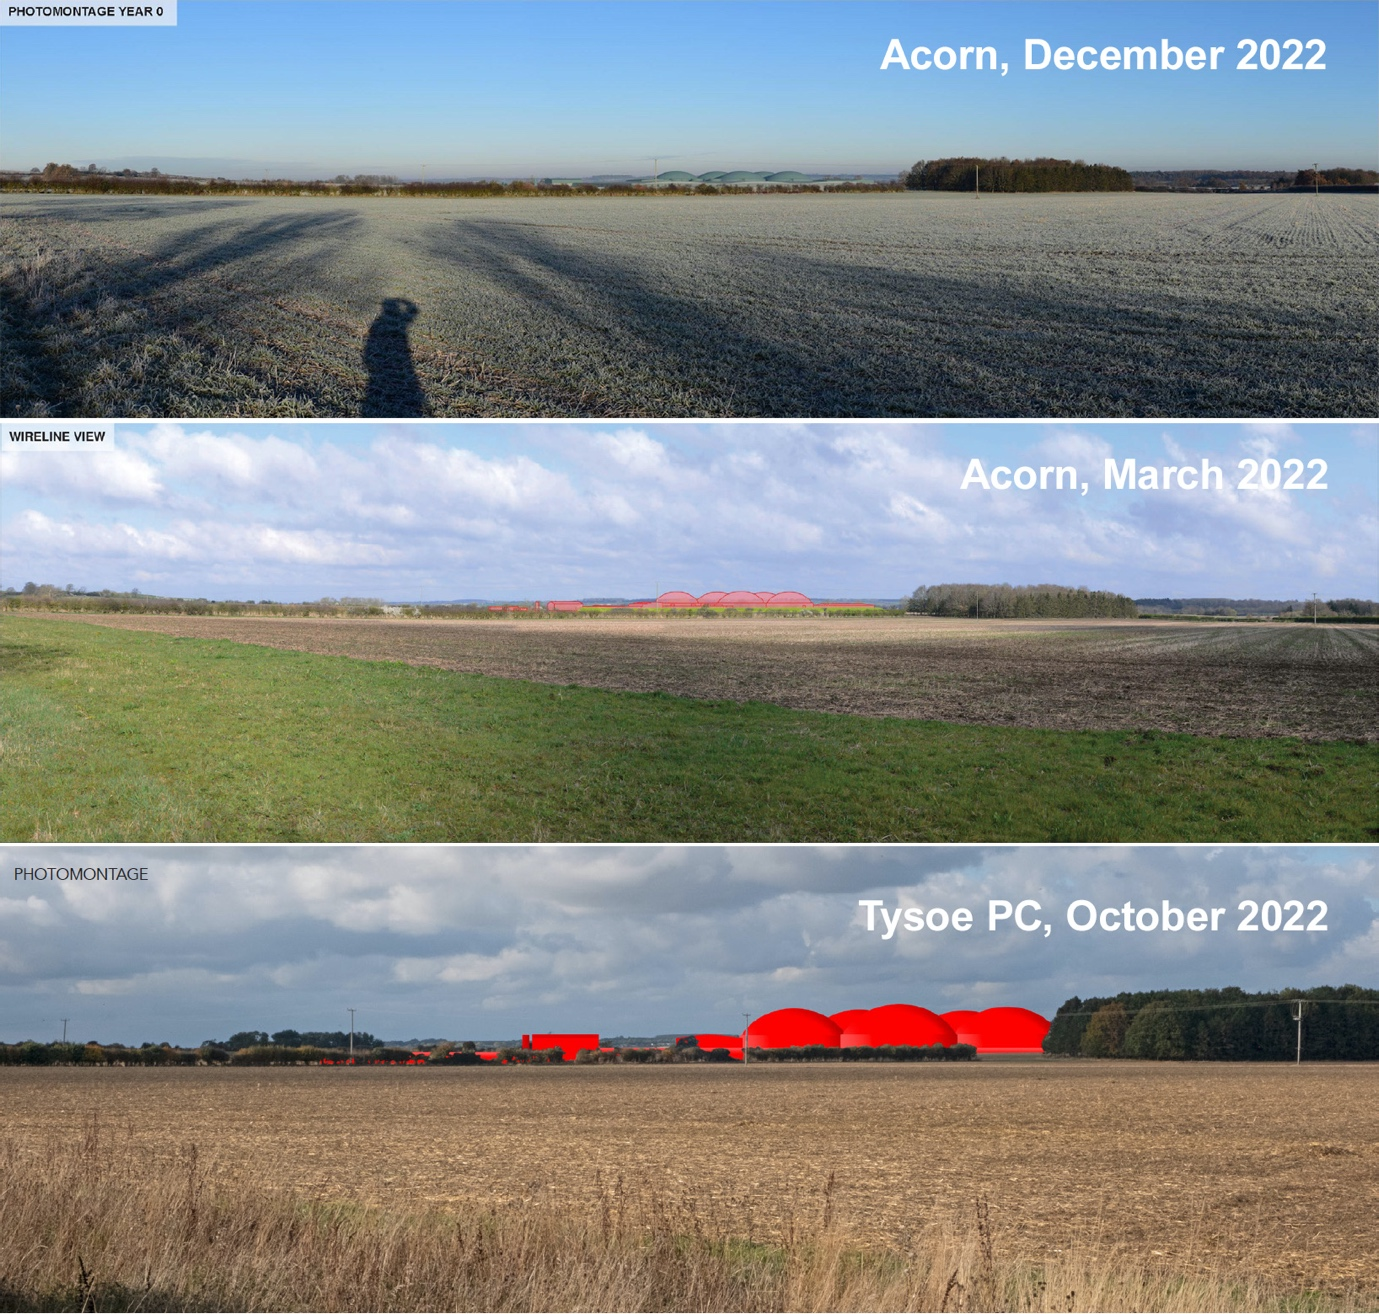 PHOTOMONTAGE YEAR 0
Acorn, December 2022
WIRELINE VIEW
Acorn, March 2022
PHOTOMONTAGE
Tysoe PC, October 2022